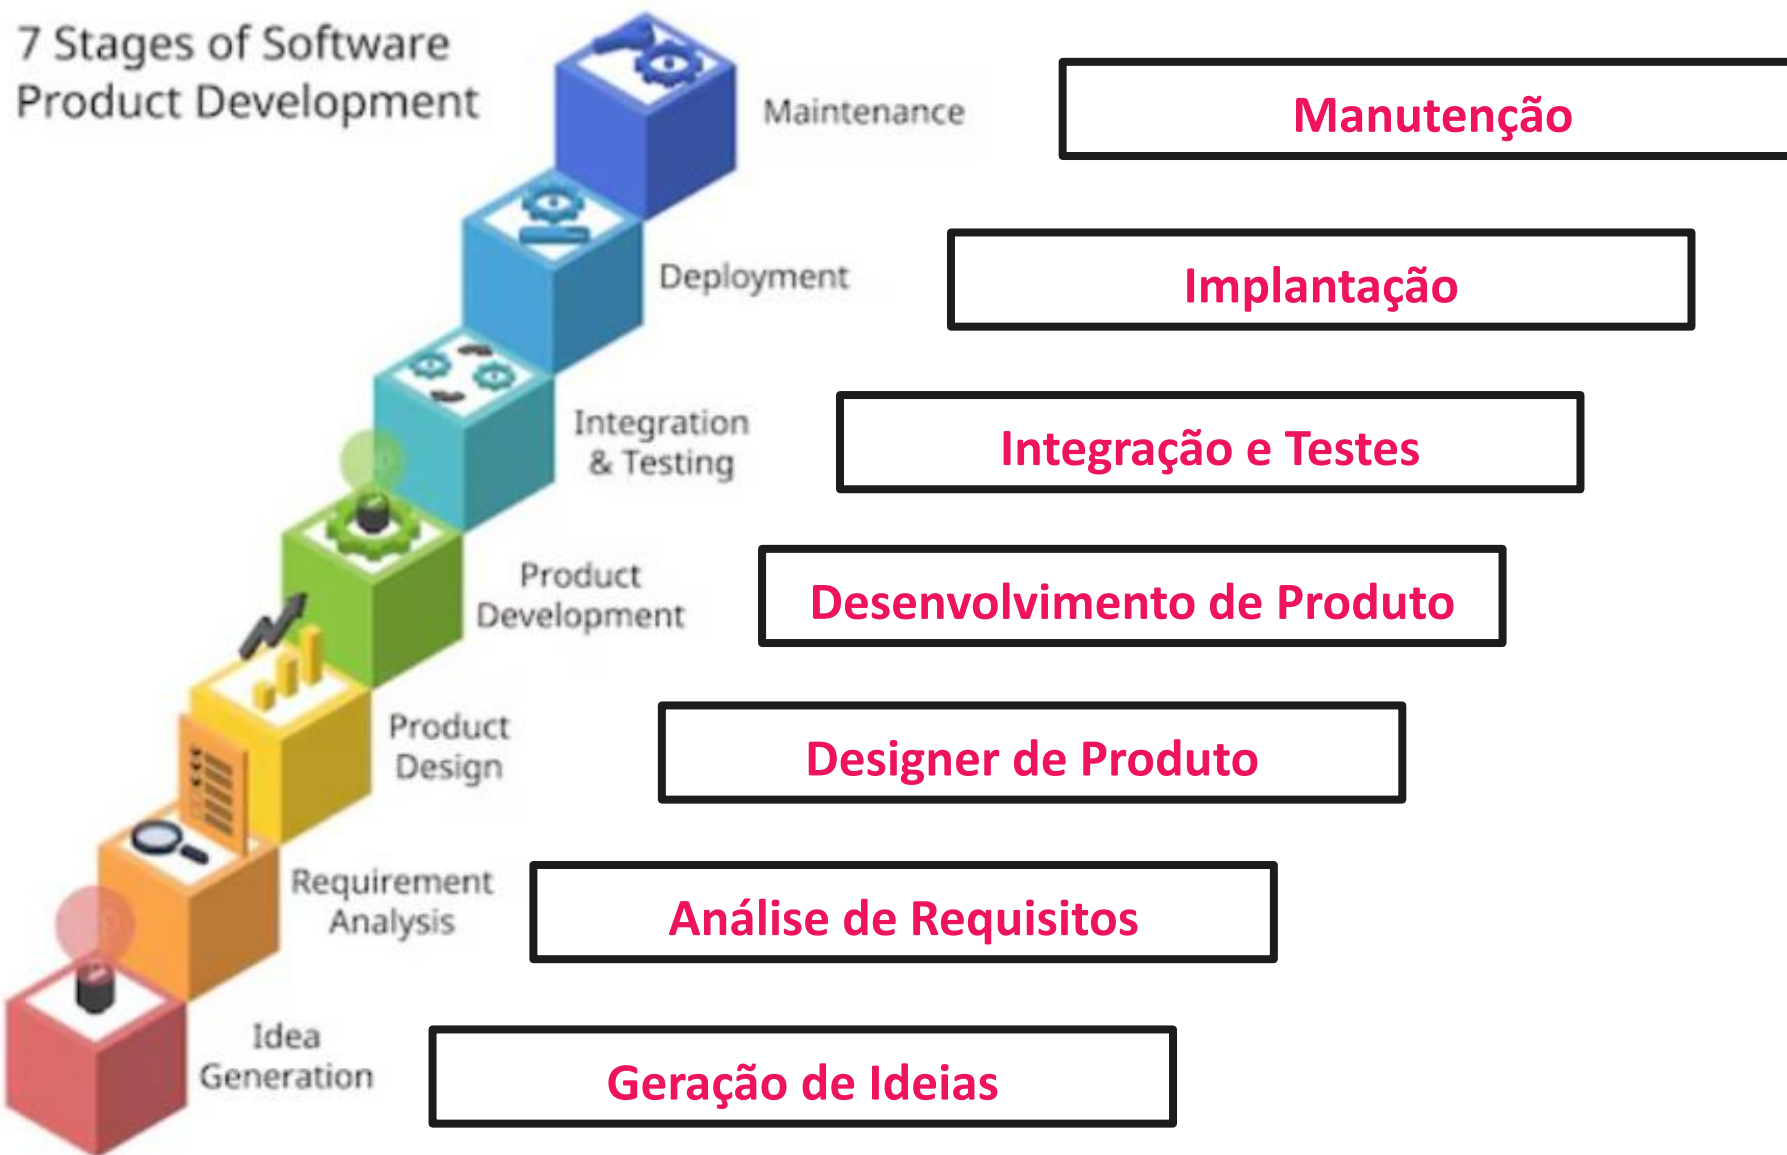 7 Stages of Software
Product Development
Maintenance
Manutenção
Deployment
Implantação
Integration
& Testing
Integração e Testes
Product
Development
Desenvolvimento de Produto
Product
Design
Designer de Produto
Requirement
Analysis
Análise de Requisitos
Idea
Generation
Geração de Ideias